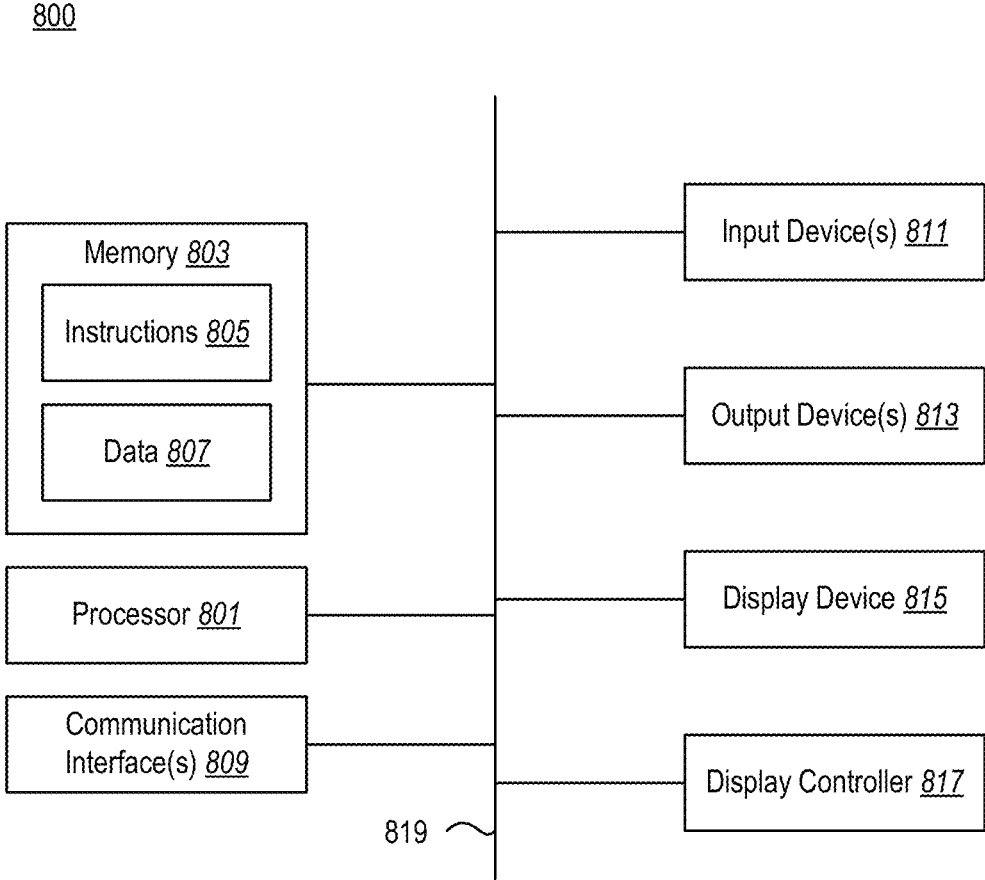 800
Memory 803
Instructions 805
Data 807
Processor 801
Communication
Interface(s) 809
Input Device(s) 811
Output Device(s) 813
Display Device 815
Display Controller 817
819